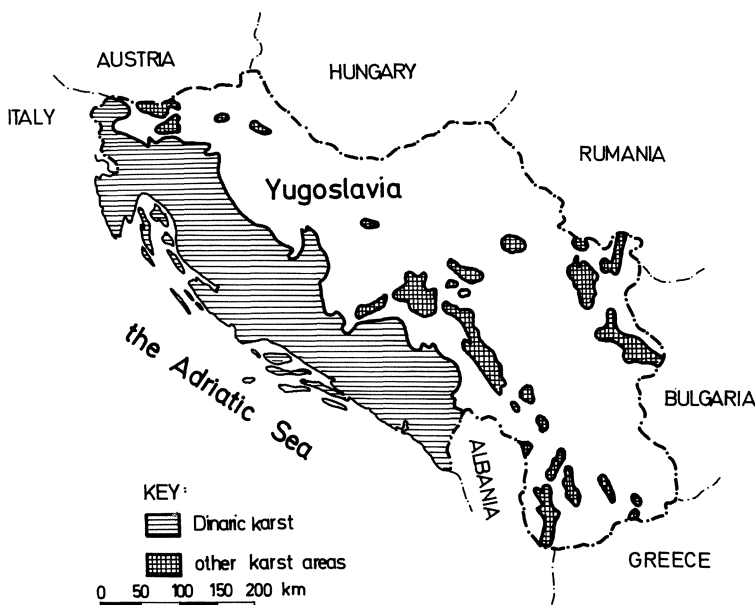 AUSTRIA
HUNGARY
ITALY
RUMANIA
Yugoslavia
the Adriatic Sea
BULGARIA
ALBANIA
KEY:
Dinaric karst
other karst areas
GREECE
0 50 100 150 200 km